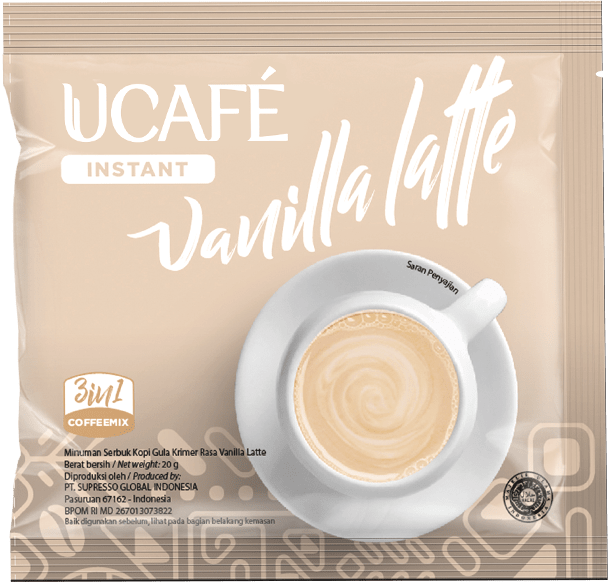 UCAFÉ
INSTANT
Vanilla latte
Saran Penyajian
3in1
COFFEEMIX
Minuman Serbuk Kopi Gula Krimer Rasa Vanilla Latte
Berat bersih / Net weight: 20 g
Diproduksi oleh / Produced by:
PT. SUPRESSO GLOBAL INDONESIA
Pasuruan 67162 - Indonesia
BPOM RI MD 267013073822
Baik digunakan sebelum, lihat pada bagian belakang kemasan